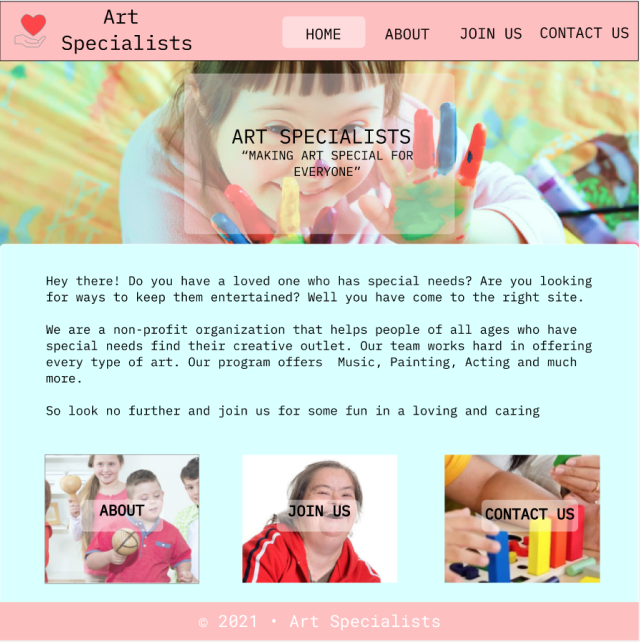 Art
Specialists
HOME
ABOUT
JOIN US
CONTACT US
ART SPECIALISTS
“MAKING ART SPECIAL FOR
EVERYONE”
Hey there! Do you have a loved one who has special needs? Are you looking
for ways to keep them entertained? Well you have come to the right site.
We are a non-profit organization that helps people of all ages who have
special needs find their creative outlet. Our team works hard in offering
every type of art. Our program offers  Music, Painting, Acting and much
more.
So look no further and join us for some fun in a loving and caring
ABOUT
JOIN US
CONTACT US
© 2021 · Art Specialists